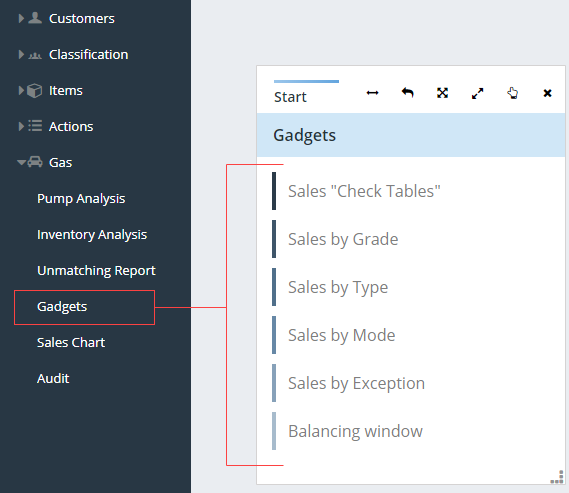 Customers
Classification
Items
Actions
Gas
Pump Analysis
Inventory Analysis
Unmatching Report
Gadgets
Sales Chart
Audit
Start
Gadgets
Sales "Check Tables"
Sales by Grade
Sales by Type
Sales by Mode
Sales by Exception
Balancing window